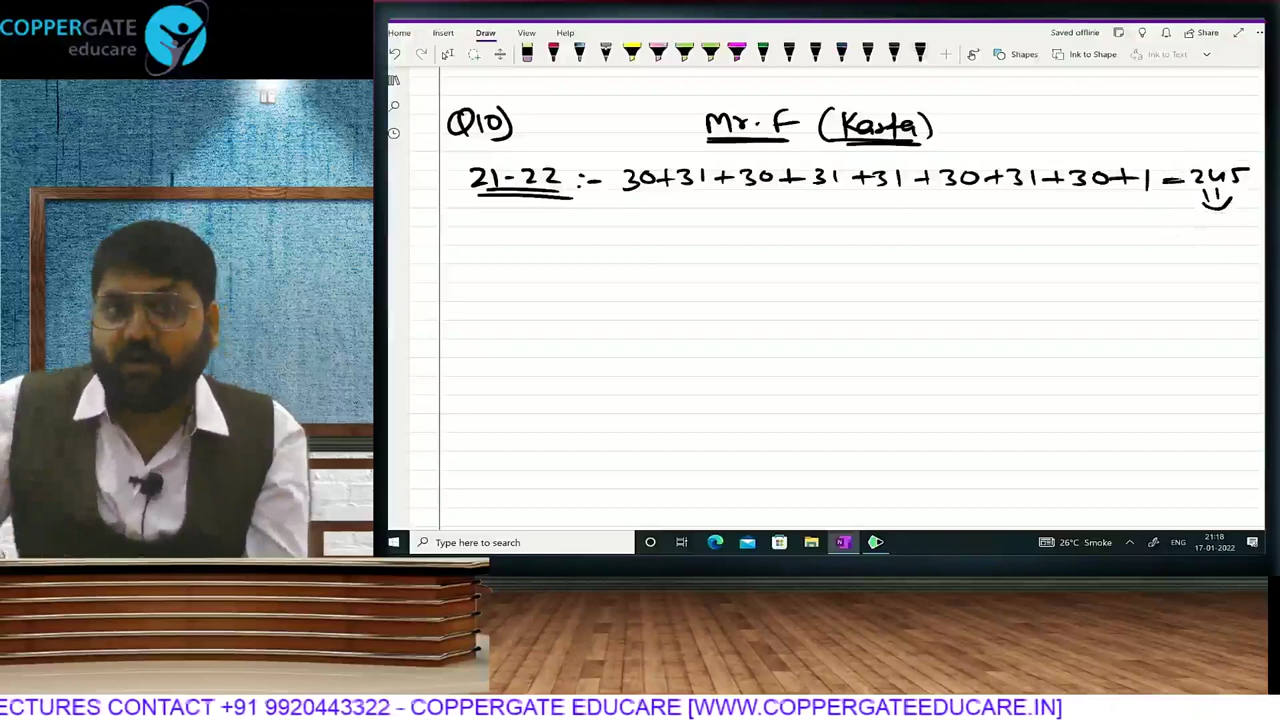 COPPERGATE
educare
Home Insert Draw View Help
Saved offline
Share
Shapes
Ink to Shape
Ink to Text
Q10) Mr. F (Karta)
21-22 :- 30+31+30+31+31+30+31+30+1 = 245
Type here to search
26°C Smoke
ENG
21:18
17-01-2022
ECTURES CONTACT +91 9920443322 - COPPERGATE EDUCARE [WWW.COPPERGATEEDUCARE.IN]